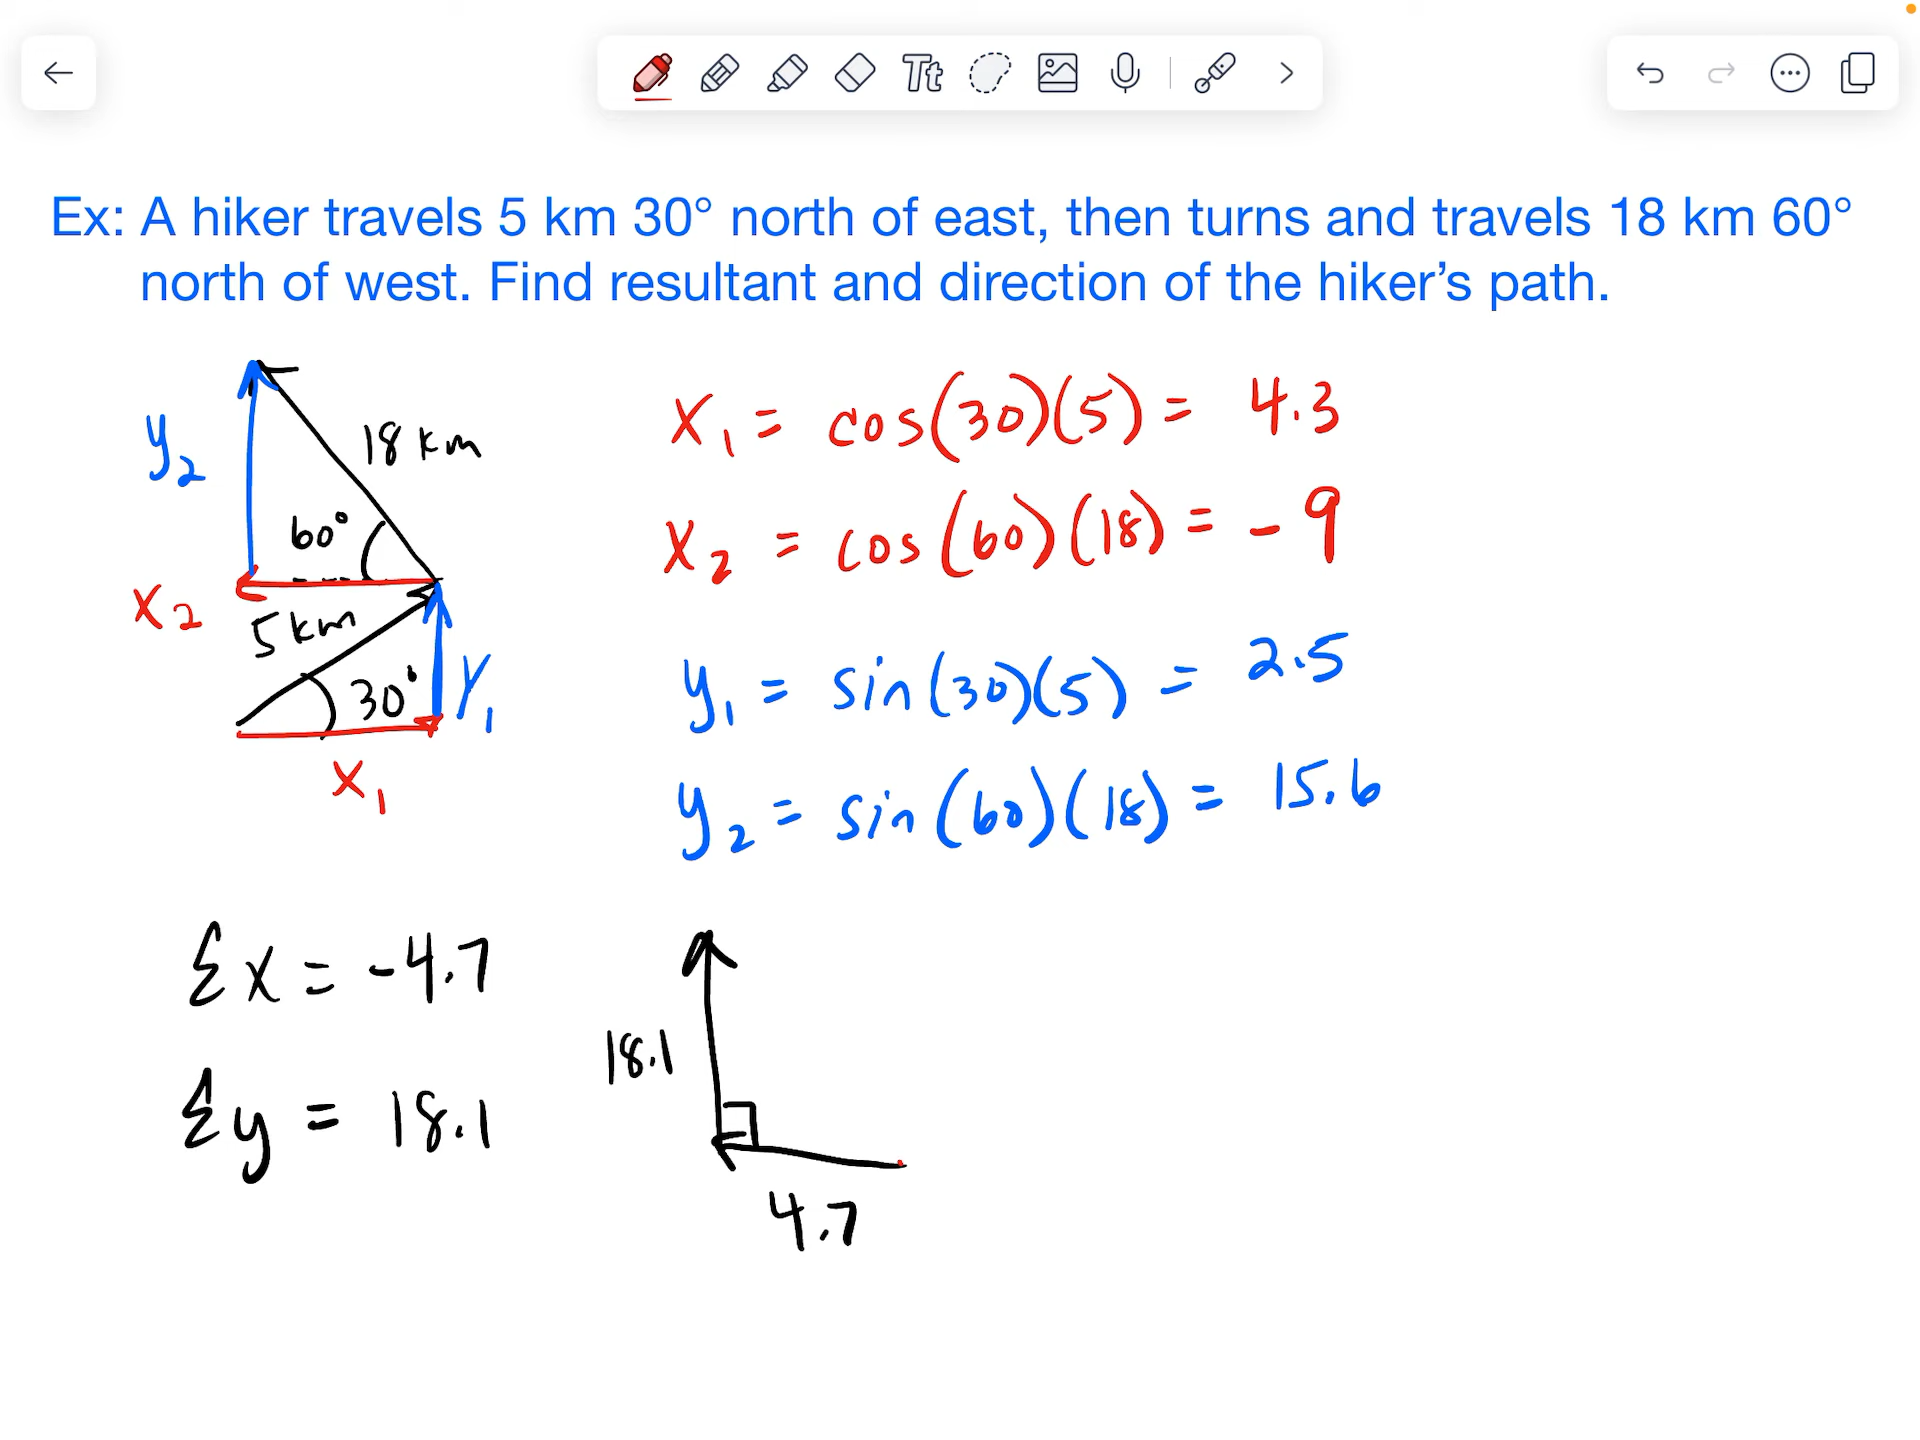 Tt
Ex: A hiker travels 5 km 30° north of east, then turns and travels 18 km 60°
north of west. Find resultant and direction of the hiker's path.
y₂
18 km
60°
x₂
5 km
30°
y₁
x₁
x₁ = cos(30)(5) = 4.3
x₂ = cos(60)(18) = -9
y₁ = sin(30)(5) = 2.5
y₂ = sin(60)(18) = 15.6
Σx = -4.7
Σy = 18.1
18.1
4.7